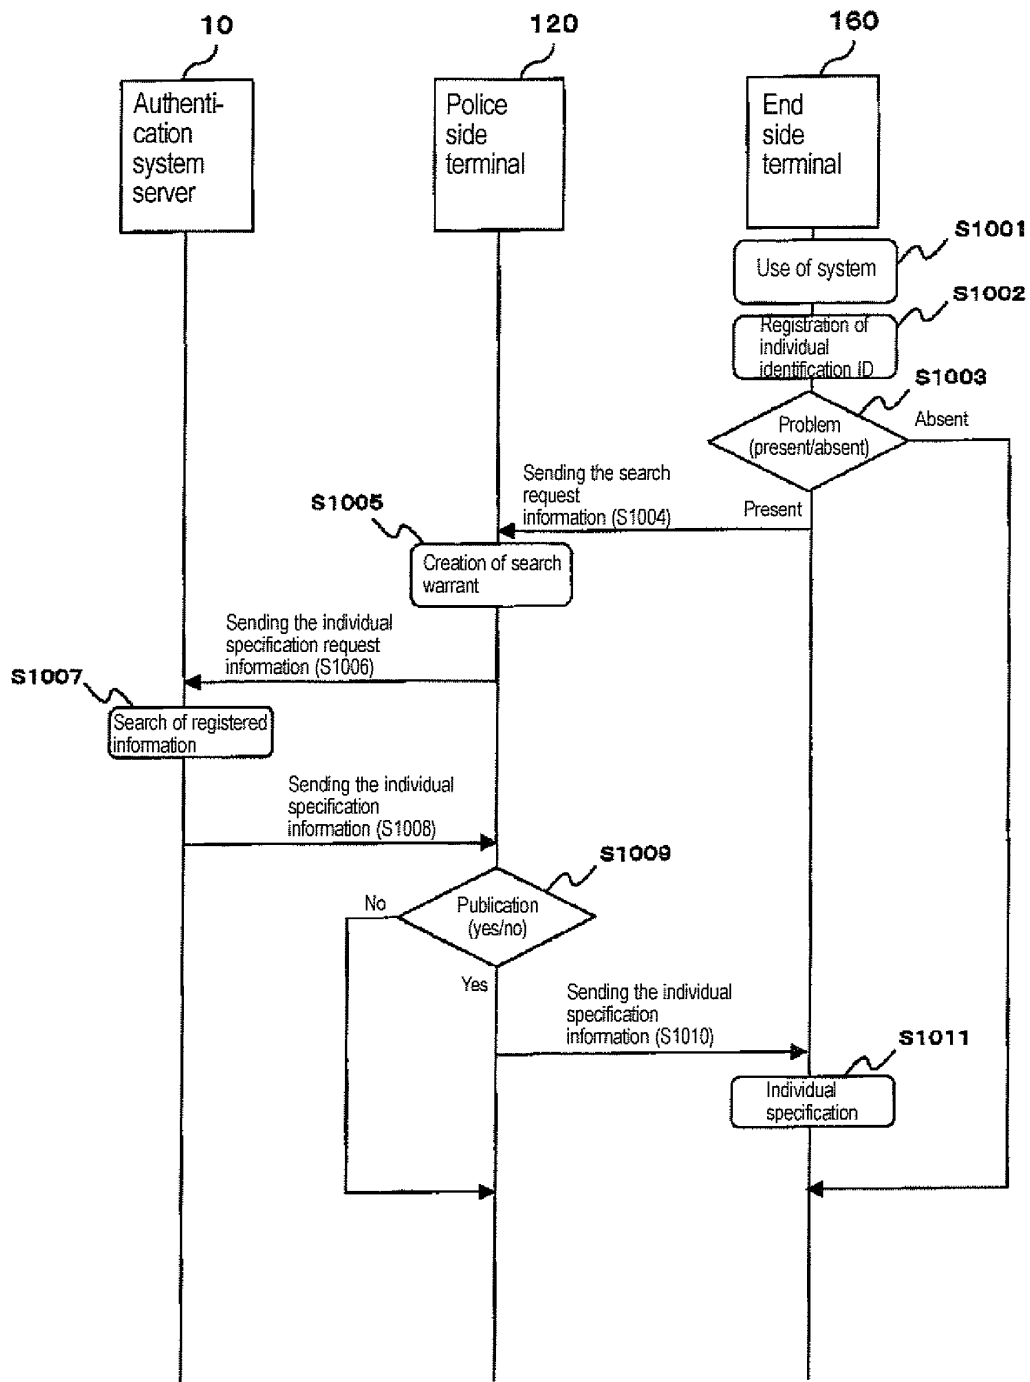 10
120
160
Authenti-
cation
system
server
Police
side
terminal
End
side
terminal
S1001
Use of system
S1002
Registration of
individual
identification ID
S1003
Problem
(present/absent)
Absent
Present
Sending the search
request
information (S1004)
S1005
Creation of search
warrant
Sending the individual
specification request
information (S1006)
S1007
Search of registered
information
Sending the individual
specification
information (S1008)
S1009
Publication
(yes/no)
No
Yes
Sending the individual
specification
information (S1010)
S1011
Individual
specification